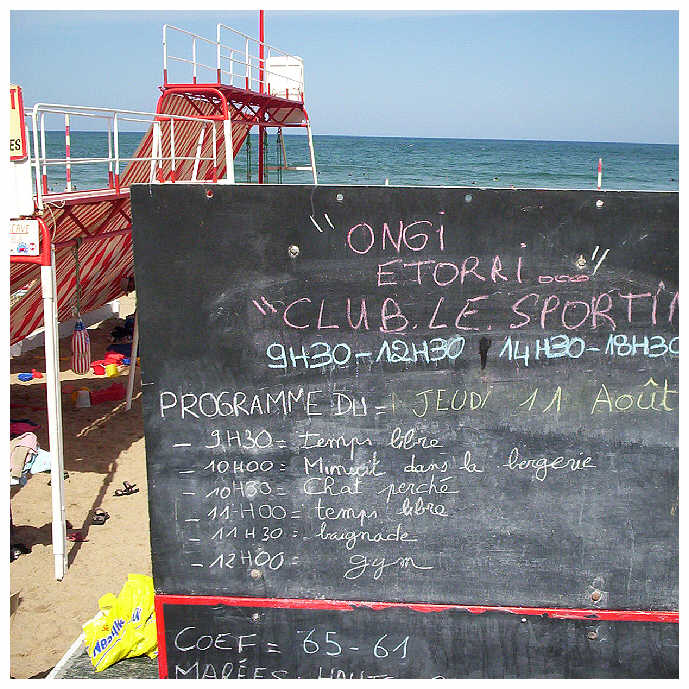 " ONGI
ETORRI... "
"CLUB. LE. SPORTIN
9H30-12H30 14H30-18H30
PROGRAMME DU = JEUDI 11 Août
- 9H30 = temps libre
- 10H00 = Minuit dans la bergerie
- 10H30 = Chat perché
- 11H00 = temps libre
- 11H30 = baignade
- 12H00 = gym
COEF = 65-61
MARÉES: